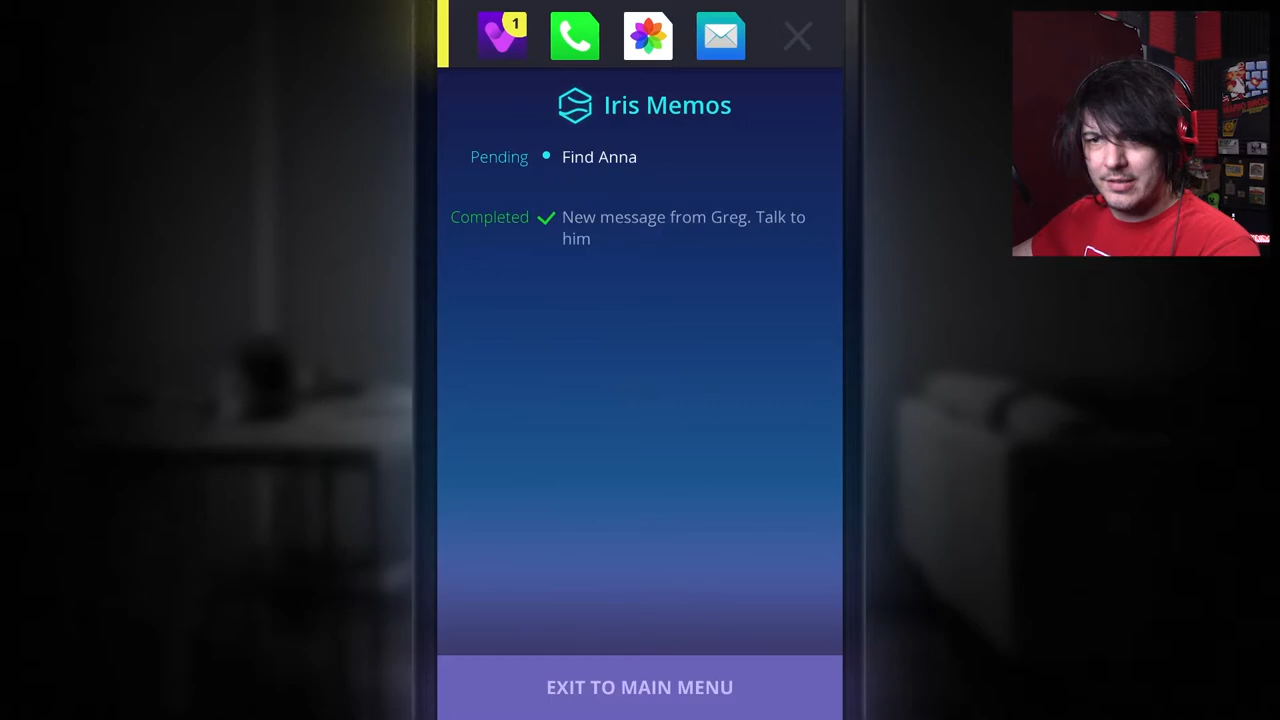 1
Iris Memos
Pending
Find Anna
Completed
New message from Greg. Talk to
him
EXIT TO MAIN MENU